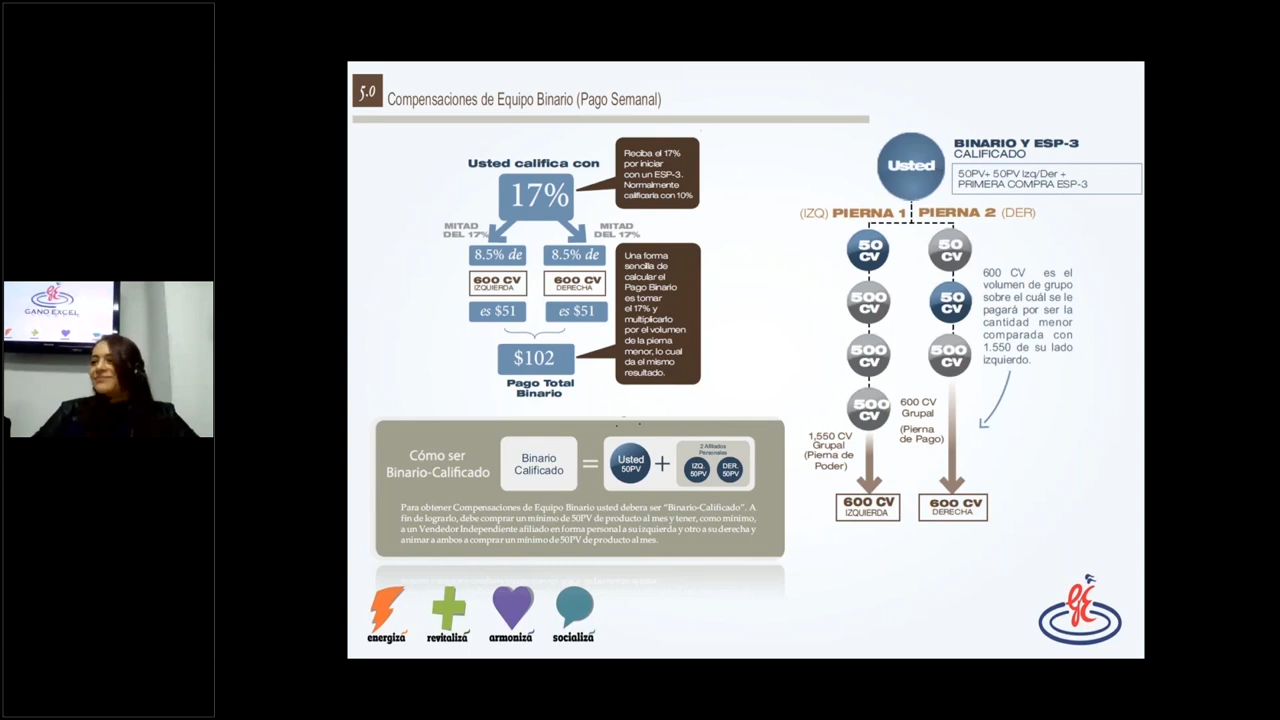 5.0
Compensaciones de Equipo Binario (Pago Semanal)
Usted califica con
17%
Reciba el 17%
por iniciar
con un ESP-3.
Normalmente
calificaría con 10%
MITAD
DEL 17%
MITAD
DEL 17%
8.5% de
8.5% de
600 CV
IZQUIERDA
600 CV
DERECHA
es $51
es $51
$102
Pago Total
Binario
Una forma
sencilla de
calcular el
Pago Binario
es tomar
el 17% y
multiplicarlo
por el volumen
de la pierna
menor, lo cual
da el mismo
resultado.
Usted
BINARIO Y ESP-3
CALIFICADO
50PV+ 50PV Izq/Der +
PRIMERA COMPRA ESP-3
(IZQ) PIERNA 1
PIERNA 2 (DER)
50
CV
50
CV
500
CV
50
CV
500
CV
500
CV
500
CV
600 CV es el
volumen de grupo
sobre el cuál se le
pagará por ser la
cantidad menor
comparada con
1.550 de su lado
izquierdo.
600 CV
Grupal
(Pierna
de Pago)
1,550 CV
Grupal
(Pierna de
Poder)
600 CV
IZQUIERDA
600 CV
DERECHA
Cómo ser
Binario-Calificado
Binario
Calificado
=
Usted
50PV
+
2 Afiliados
Personales
IZQ.
50PV
DER.
50PV
Para obtener Compensaciones de Equipo Binario usted debera ser "Binario-Calificado". A
fin de lograrlo, debe comprar un mínimo de 50PV de producto al mes y tener, como mínimo,
a un Vendedor Independiente afiliado en forma personal a su izquierda y otro a su derecha y
animar a ambos a comprar un mínimo de 50PV de producto al mes.
energizá
revitalizá
armonizá
socializá
GE
GANO EXCEL